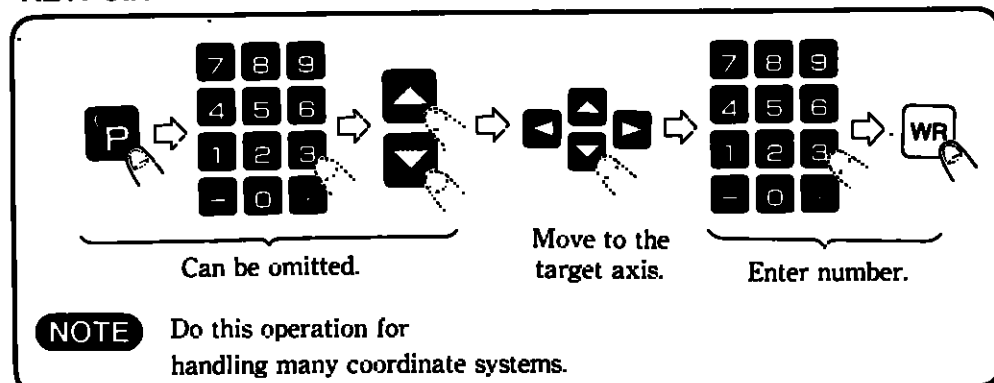 P
7 8 9
4 5 6
1 2 3
– 0 .
7 8 9
4 5 6
1 2 3
– 0 .
WR
Can be omitted.
Move to the
target axis.
Enter number.
NOTE
Do this operation for
handling many coordinate systems.